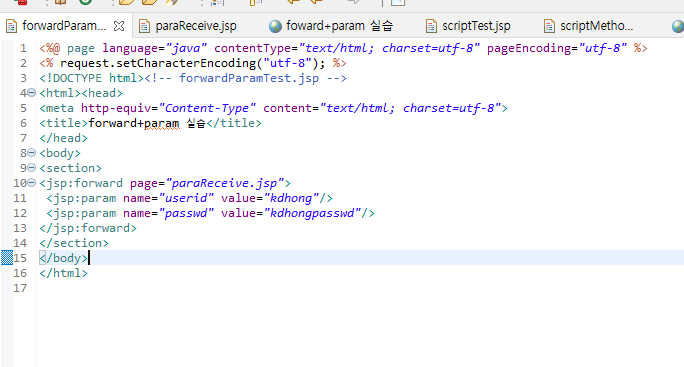 forwardParam... paraReceive.jsp foward+param 실습 scriptTest.jsp scriptMetho...
1 <%@ page language="java" contentType="text/html; charset=utf-8" pageEncoding="utf-8" %>
2 <% request.setCharacterEncoding("utf-8"); %>
3 <!DOCTYPE html><!-- forwardParamTest.jsp -->
4 <html><head>
5 <meta http-equiv="Content-Type" content="text/html; charset=utf-8">
6 <title>forward+param 실습</title>
7 </head>
8 <body>
9 <section>
10 <jsp:forward page="paraReceive.jsp">
11 <jsp:param name="userid" value="kdhong"/>
12 <jsp:param name="passwd" value="kdhongpasswd"/>
13 </jsp:forward>
14 </section>
15 </body>
16 </html>
17